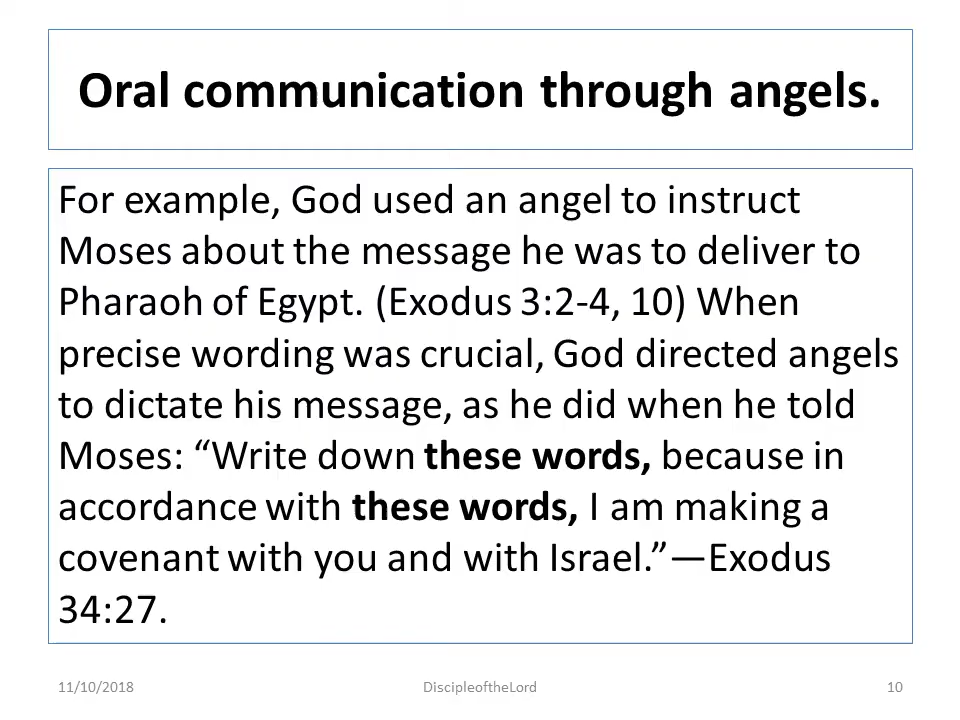 Oral communication through angels.
For example, God used an angel to instruct
Moses about the message he was to deliver to
Pharaoh of Egypt. (Exodus 3:2-4, 10) When
precise wording was crucial, God directed angels
to dictate his message, as he did when he told
Moses: “Write down these words, because in
accordance with these words, I am making a
covenant with you and with Israel.”—Exodus
34:27.
11/10/2018
DiscipleoftheLord
10